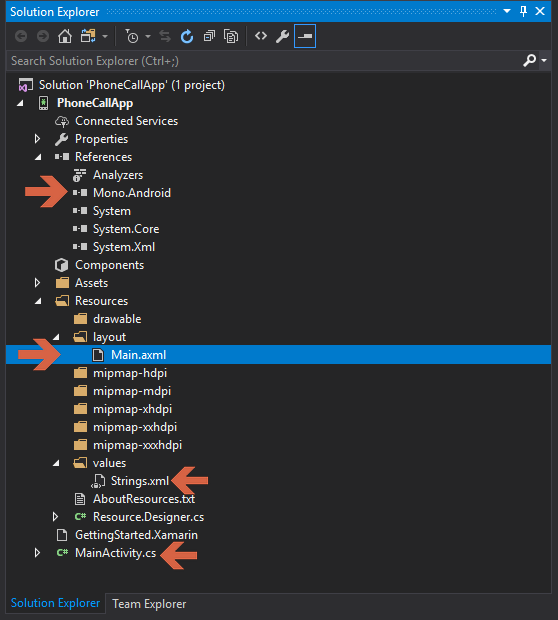 Solution Explorer
Search Solution Explorer (Ctrl+;)
Solution 'PhoneCallApp' (1 project)
PhoneCallApp
Connected Services
Properties
References
Analyzers
Mono.Android
System
System.Core
System.Xml
Components
Assets
Resources
drawable
layout
Main.axml
mipmap-hdpi
mipmap-mdpi
mipmap-xhdpi
mipmap-xxhdpi
mipmap-xxxhdpi
values
Strings.xml
AboutResources.txt
C# Resource.Designer.cs
GettingStarted.Xamarin
C# MainActivity.cs
Solution Explorer Team Explorer